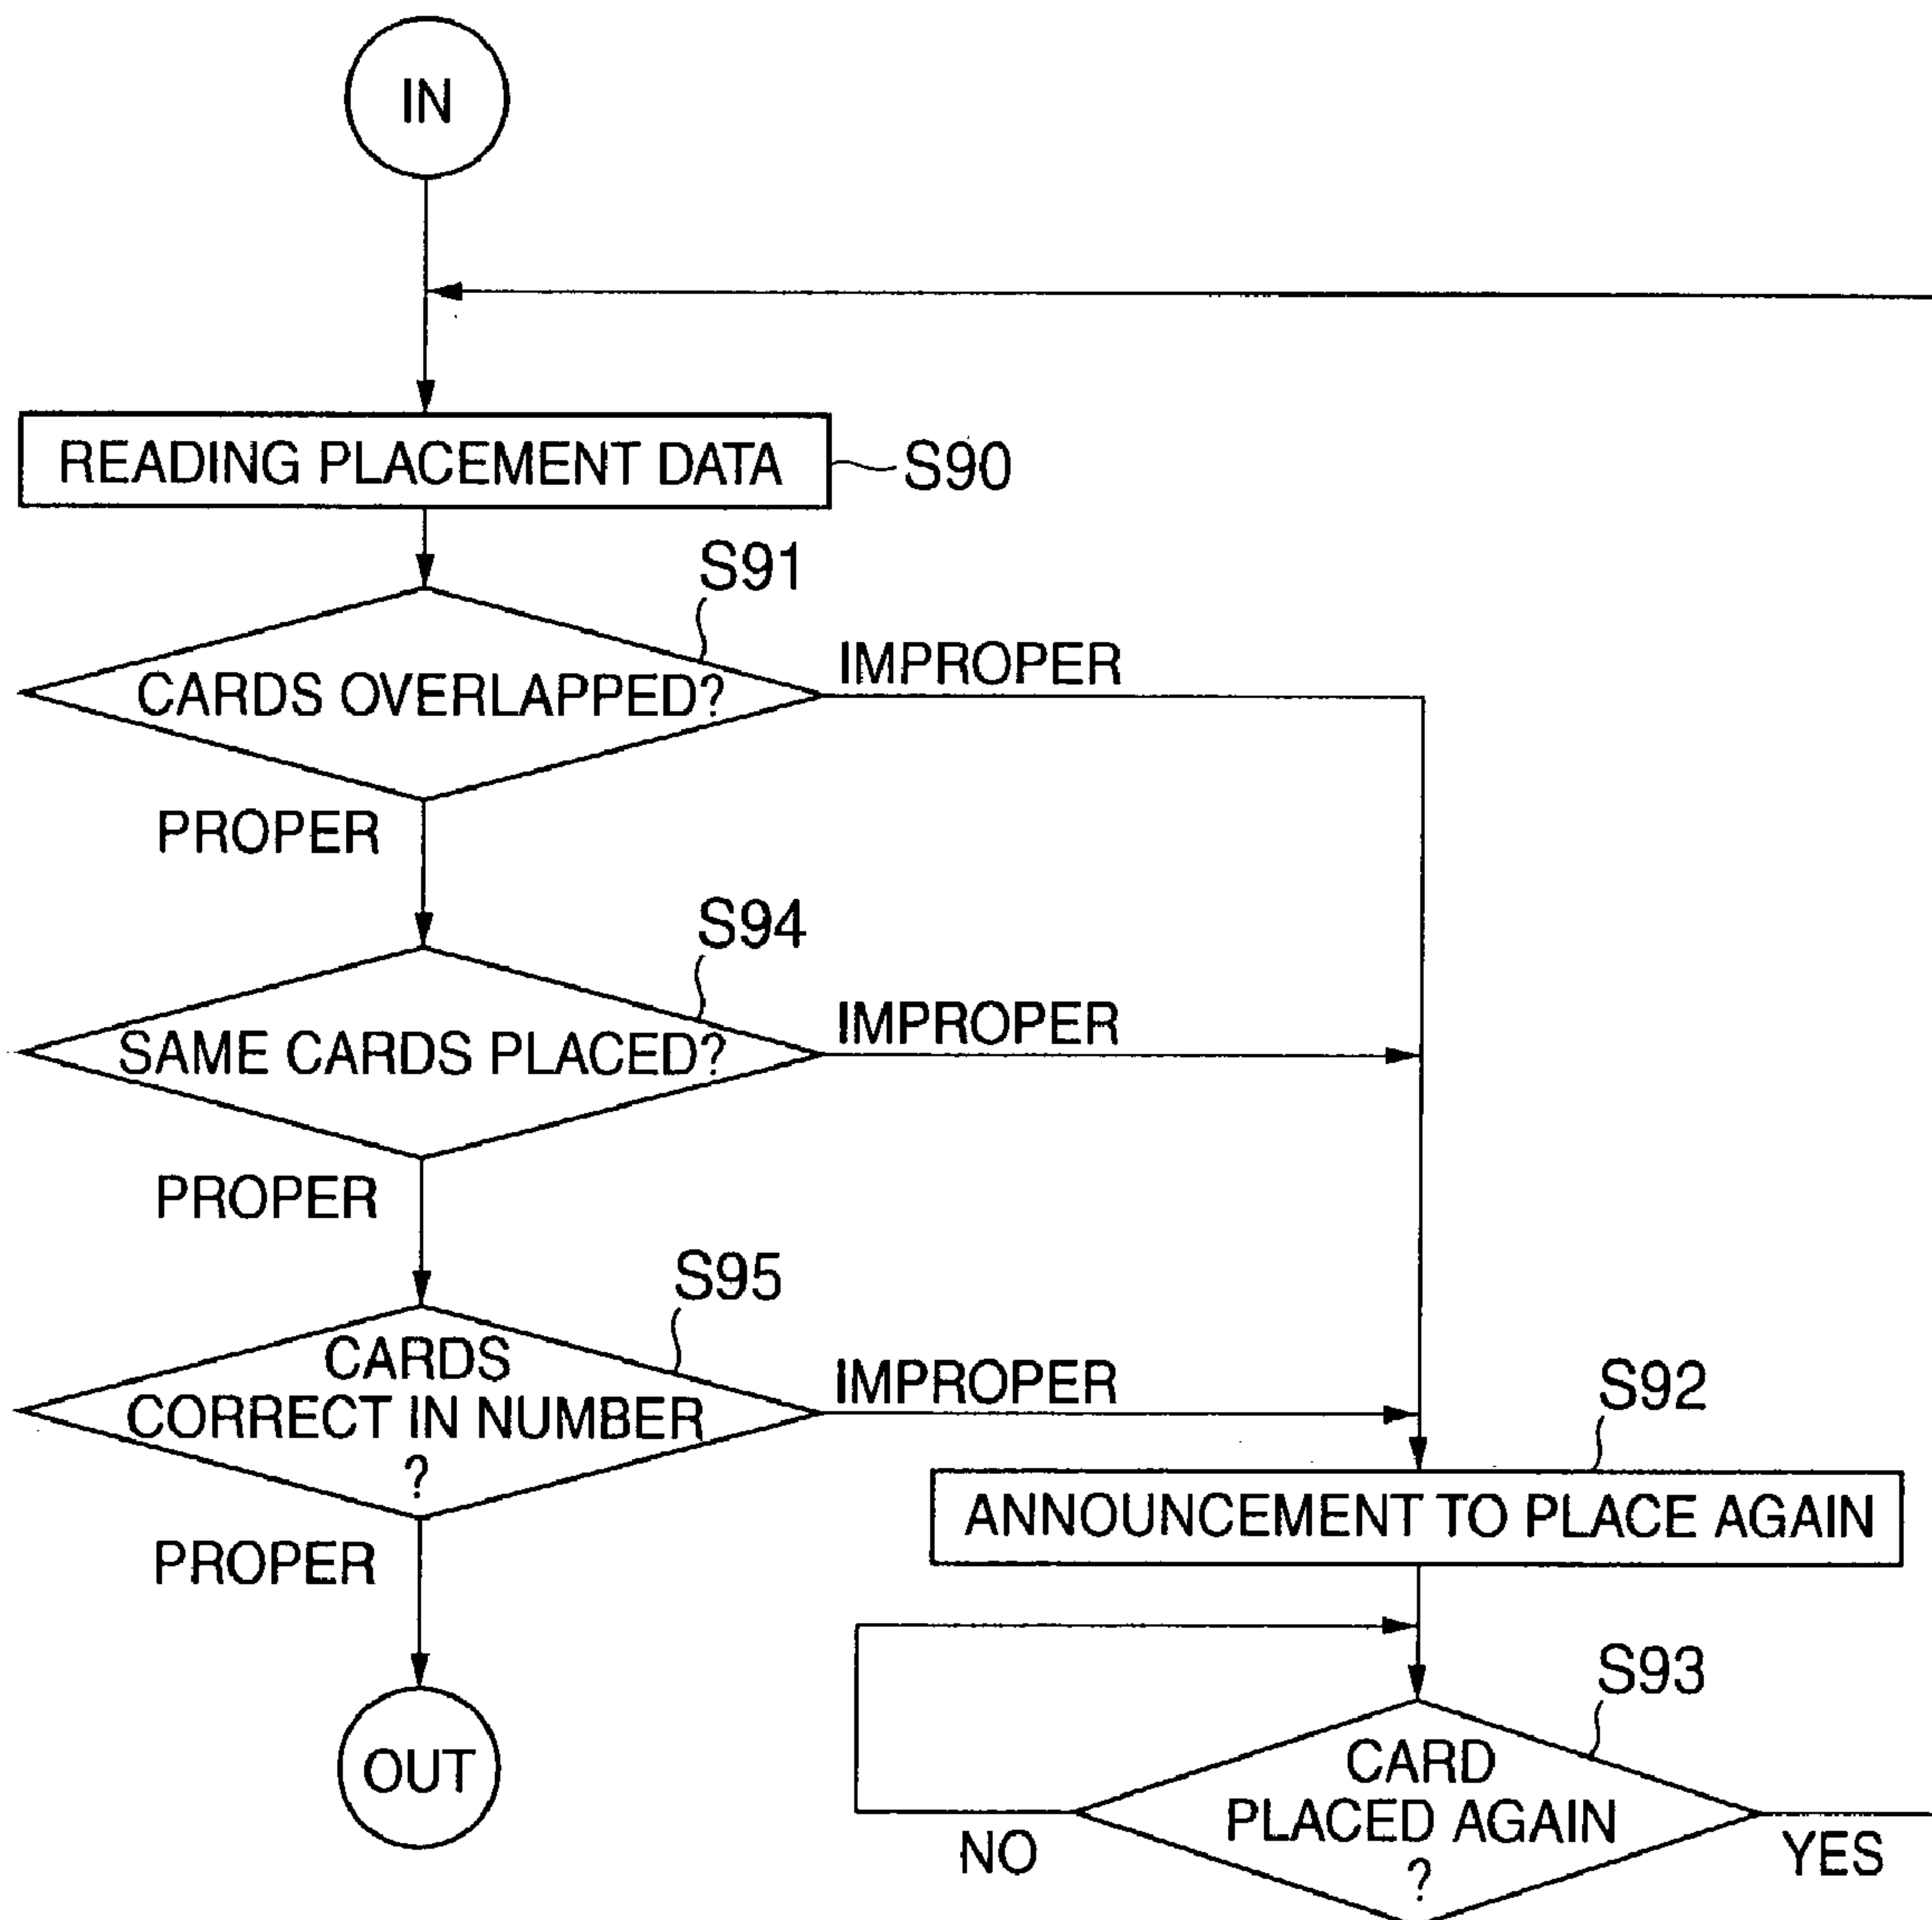 IN
READING PLACEMENT DATA
S90
S91
CARDS OVERLAPPED?
IMPROPER
PROPER
S94
SAME CARDS PLACED?
IMPROPER
PROPER
S95
CARDS
CORRECT IN NUMBER
?
IMPROPER
PROPER
OUT
S92
ANNOUNCEMENT TO PLACE AGAIN
S93
CARD
PLACED AGAIN
?
NO
YES